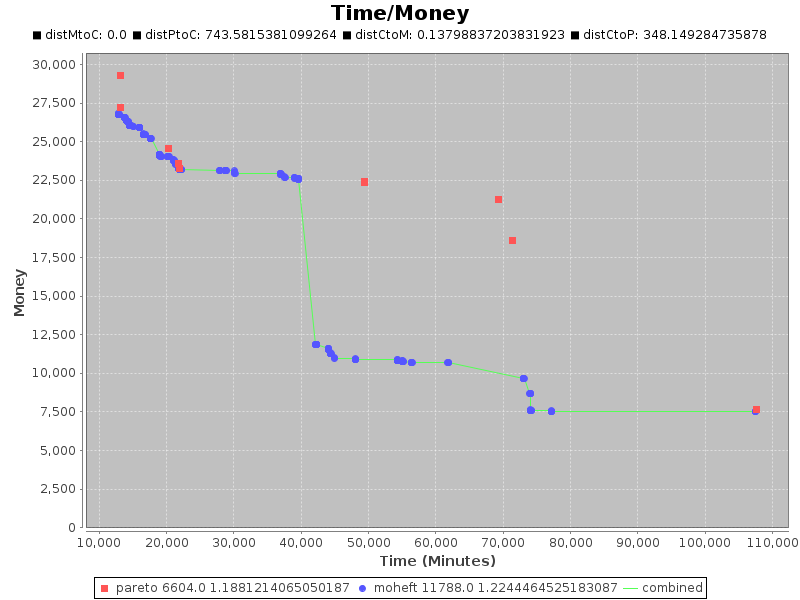 Time/Money
distMtoC: 0.0 distPtoC: 743.5815381099264 distCtoM: 0.13798837203831923 distCtoP: 348.149284735878
30,000
27,500
25,000
22,500
20,000
17,500
15,000
12,500
10,000
7,500
5,000
2,500
0
Money
10,000 20,000 30,000 40,000 50,000 60,000 70,000 80,000 90,000 100,000 110,000
Time (Minutes)
pareto 6604.0 1.1881214065050187 moheft 11788.0 1.2244464525183087 combined